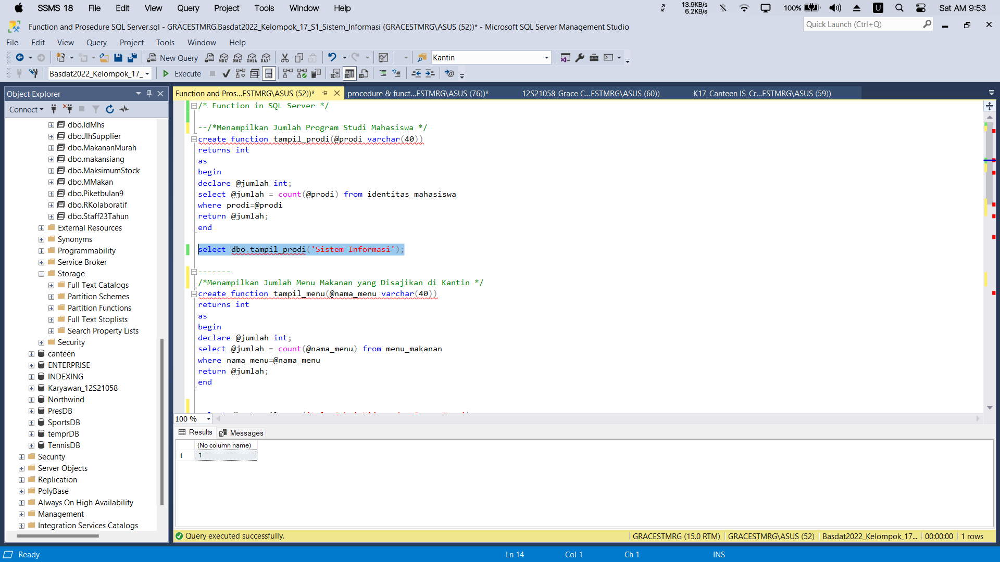 SSMS 18 File Edit View Query Project Tools Window Help 13.9KB/s 6.2KB/s 100% U Sat AM 9:53
Function and Prosedure SQL Server.sql - GRACESTMRG.Basdat2022_Kelompok_17_S1_Sistem_Informasi (GRACESTMRG\ASUS (52))* - Microsoft SQL Server Management Studio Quick Launch (Ctrl+Q)
File Edit View Query Project Tools Window Help
New Query MDX DMX XMLA DAX Kantin
Basdat2022_Kelompok_17_ Execute
Object Explorer
Connect
dbo.IdMhs
dbo.JlhSupplier
dbo.MakananMurah
dbo.makansiang
dbo.MaksimumStock
dbo.MMakan
dbo.Piketbulan9
dbo.RKolaboratif
dbo.Staff23Tahun
External Resources
Synonyms
Programmability
Service Broker
Storage
Full Text Catalogs
Partition Schemes
Partition Functions
Full Text Stoplists
Search Property Lists
Security
canteen
ENTERPRISE
INDEXING
Karyawan_12S21058
Northwind
PresDB
SportsDB
temprDB
TennisDB
Security
Server Objects
Replication
PolyBase
Always On High Availability
Management
Integration Services Catalogs
Function and Pros...ESTMRG\ASUS (52))* procedure & funct...ESTMRG\ASUS (76))* 12S21058_Grace C...ESTMRG\ASUS (60)) K17_Canteen IS_Cr...ESTMRG\ASUS (59))
/* Function in SQL Server */
--/*Menampilkan Jumlah Program Studi Mahasiswa */
create function tampil_prodi(@prodi varchar(40))
returns int
as
begin
declare @jumlah int;
select @jumlah = count(@prodi) from identitas_mahasiswa
where prodi=@prodi
return @jumlah;
end
select dbo.tampil_prodi('Sistem Informasi');
-------
/*Menampilkan Jumlah Menu Makanan yang Disajikan di Kantin */
create function tampil_menu(@nama_menu varchar(40))
returns int
as
begin
declare @jumlah int;
select @jumlah = count(@nama_menu) from menu_makanan
where nama_menu=@nama_menu
return @jumlah;
end
100 %
Results Messages
(No column name)
1 1
Query executed successfully. GRACESTMRG (15.0 RTM) GRACESTMRG\ASUS (52) Basdat2022_Kelompok_17... 00:00:00 1 rows
Ready Ln 14 Col 1 Ch 1 INS